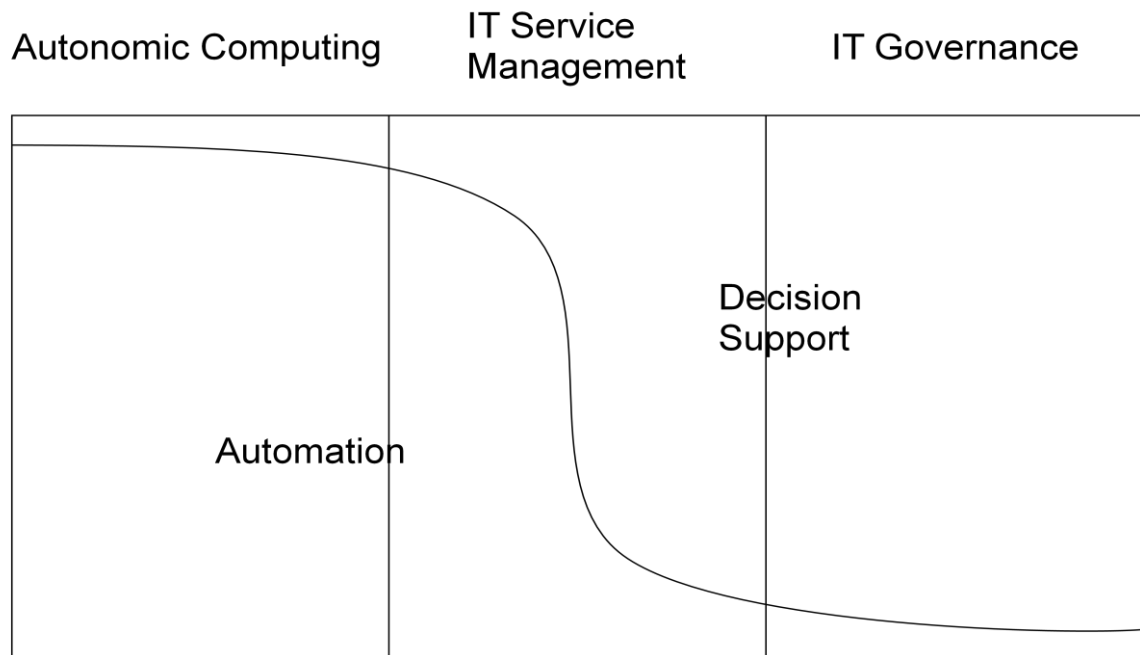 Autonomic Computing
IT Service
Management
IT Governance
Decision
Support
Automation